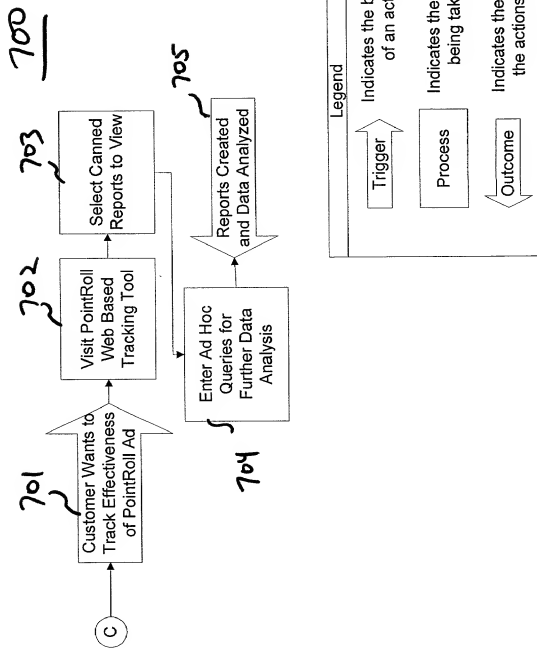 700
C
701
Customer Wants to
Track Effectiveness
of PointRoll Ad
702
Visit PointRoll
Web Based
Tracking Tool
703
Select Canned
Reports to View
704
Enter Ad Hoc
Queries for
Further Data
Analysis
705
Reports Created
and Data Analyzed
Legend
Trigger
Indicates the
of an
Process
Indicates the
being
Outcome
Indicates the
the actions